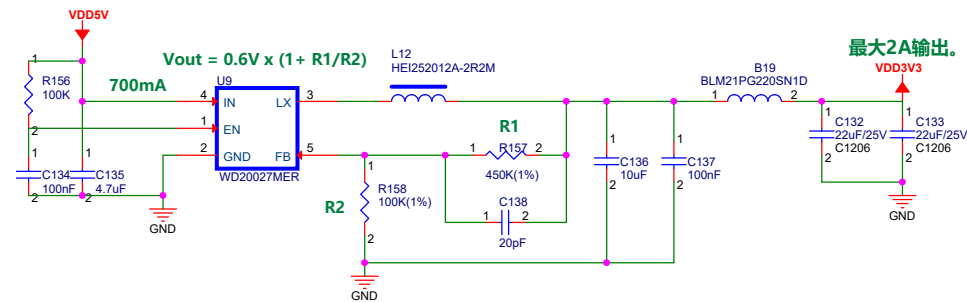 VDD5V
最大2A输出。
Vout = 0.6V x (1+ R1/R2)
L12
HEI252012A-2R2M
B19
BLM21PG220SN1D
VDD3V3
1
R156
100K
2
700mA
U9
4
IN
LX
3
1
EN
2
GND
FB
5
WD20027MER
1
2
R1
1
R157
2
450K(1%)
1
C138
2
20pF
1
R158
100K(1%)
2
R2
1
C134
100nF
2
1
C135
4.7uF
2
GND
1
C136
10uF
2
1
C137
100nF
2
1
C132
22uF/25V
C1206
2
1
C133
22uF/25V
C1206
2
GND
GND